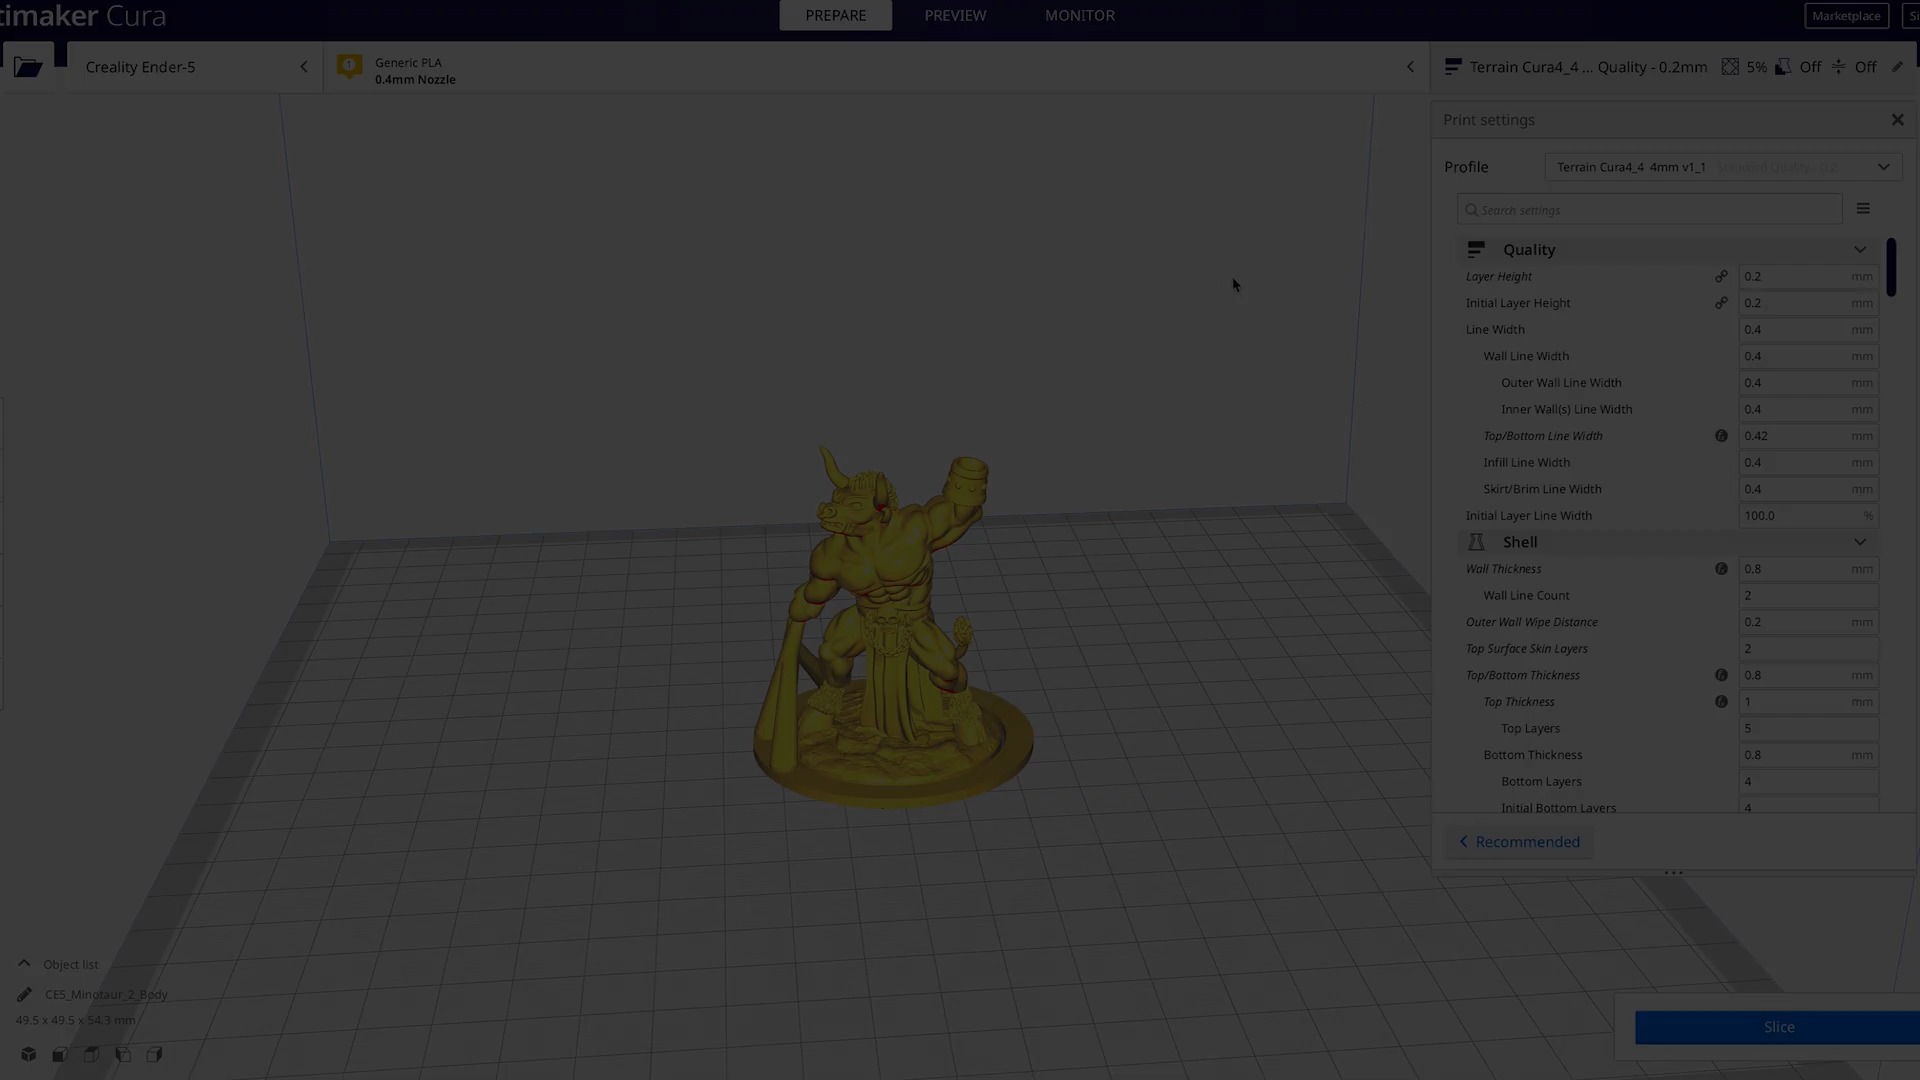 timaker Cura
PREPARE
PREVIEW
MONITOR
Marketplace
Si
Creality Ender-5
Generic PLA
0.4mm Nozzle
Terrain Cura4_4 ... Quality - 0.2mm
5%
Off
Off
Print settings
Profile
Terrain Cura4_4 4mm v1_1 Standard Quality - 0.2
Search settings
Quality
Layer Height 0.2 mm
Initial Layer Height 0.2 mm
Line Width 0.4 mm
Wall Line Width 0.4 mm
Outer Wall Line Width 0.4 mm
Inner Wall(s) Line Width 0.4 mm
Top/Bottom Line Width 0.42 mm
Infill Line Width 0.4 mm
Skirt/Brim Line Width 0.4 mm
Initial Layer Line Width 100.0 %
Shell
Wall Thickness 0.8 mm
Wall Line Count 2
Outer Wall Wipe Distance 0.2 mm
Top Surface Skin Layers 2
Top/Bottom Thickness 0.8 mm
Top Thickness 1 mm
Top Layers 5
Bottom Thickness 0.8 mm
Bottom Layers 4
Initial Bottom Layers 4
Recommended
Object list
CES_Minotaur_2_Body
49.5 x 49.5 x 54.3 mm
Slice